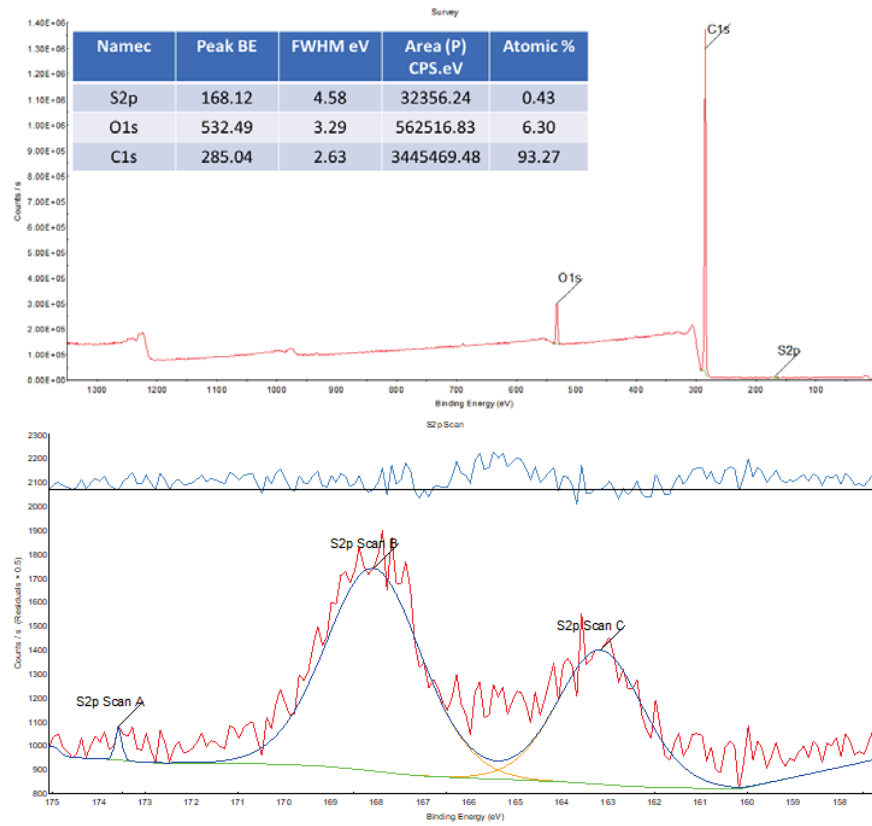 Survey
1.40E+06
1.30E+06
1.20E+06
1.10E+06
1.00E+06
9.00E+05
8.00E+05
7.00E+05
6.00E+05
5.00E+05
4.00E+05
3.00E+05
2.00E+05
1.00E+05
0.00E+00
Counts / s
Namec Peak BE FWHM eV Area (P) CPS.eV Atomic %
S2p 168.12 4.58 32356.24 0.43
O1s 532.49 3.29 562516.83 6.30
C1s 285.04 2.63 3445469.48 93.27
C1s
O1s
S2p
1300 1200 1100 1000 900 800 700 600 500 400 300 200 100
Binding Energy (eV)
S2p Scan
2300
2200
2100
2000
1900
1800
1700
1600
1500
1400
1300
1200
1100
1000
900
800
Counts / s (Residuals × 0.5)
S2p Scan B
S2p Scan C
S2p Scan A
175 174 173 172 171 170 169 168 167 166 165 164 163 162 161 160 159 158
Binding Energy (eV)